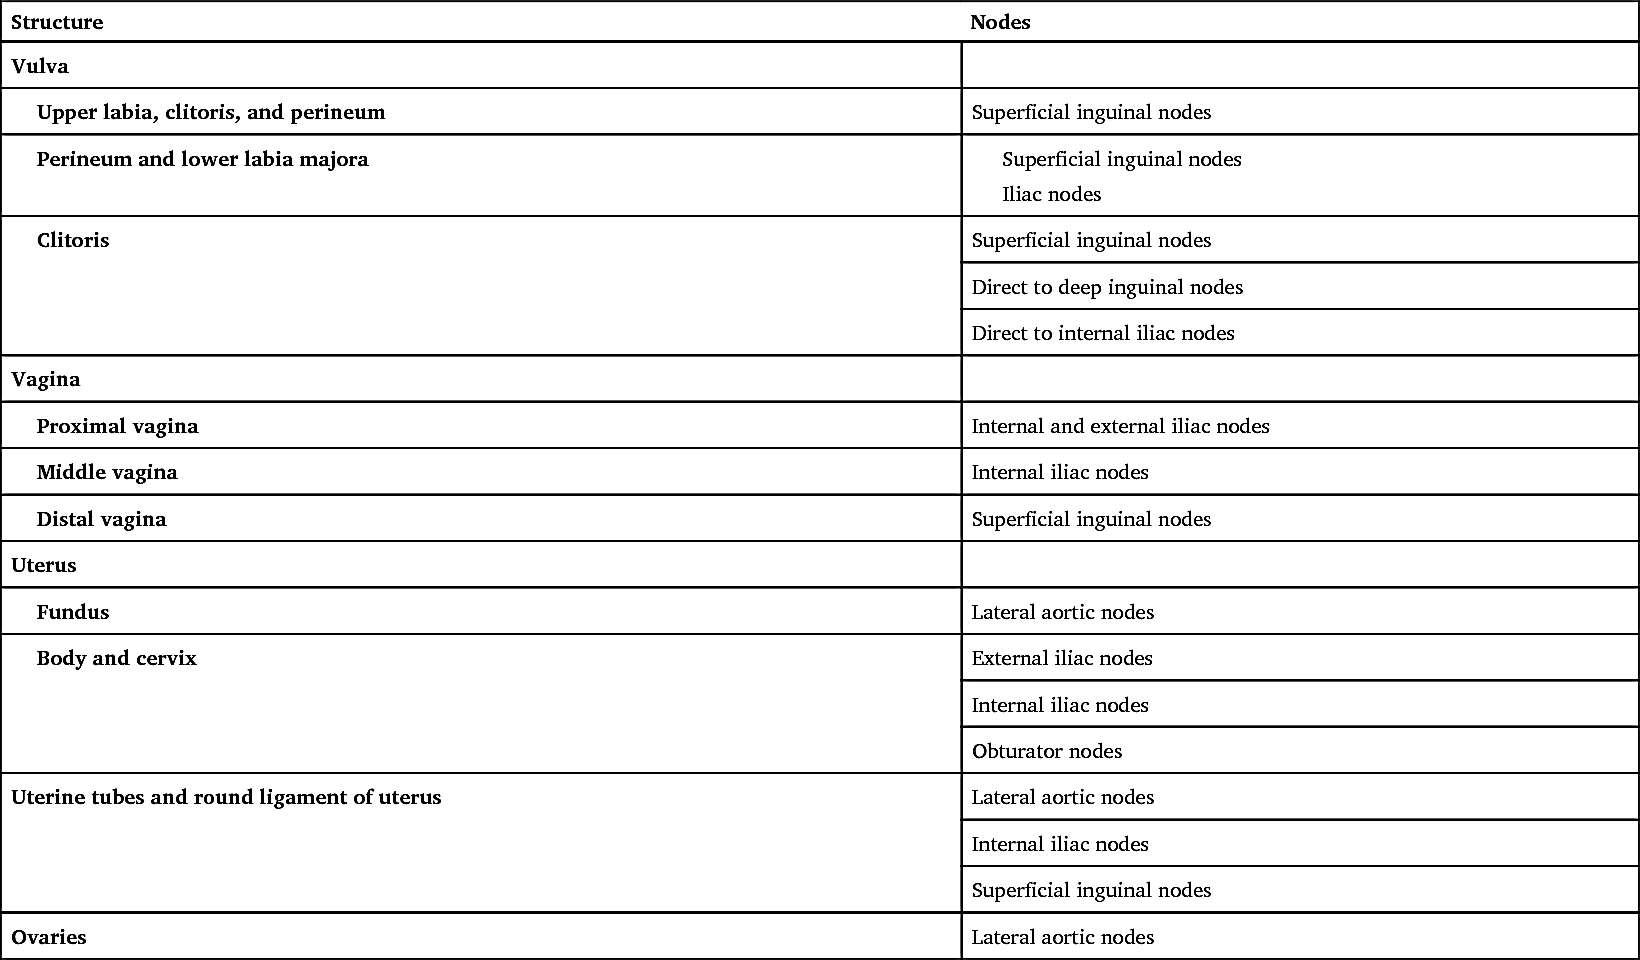 Structure Nodes
Vulva
Upper labia, clitoris, and perineum Superficial inguinal nodes
Perineum and lower labia majora Superficial inguinal nodes
Iliac nodes
Clitoris Superficial inguinal nodes
Direct to deep inguinal nodes
Direct to internal iliac nodes
Vagina
Proximal vagina Internal and external iliac nodes
Middle vagina Internal iliac nodes
Distal vagina Superficial inguinal nodes
Uterus
Fundus Lateral aortic nodes
Body and cervix External iliac nodes
Internal iliac nodes
Obturator nodes
Uterine tubes and round ligament of uterus Lateral aortic nodes
Internal iliac nodes
Superficial inguinal nodes
Ovaries Lateral aortic nodes